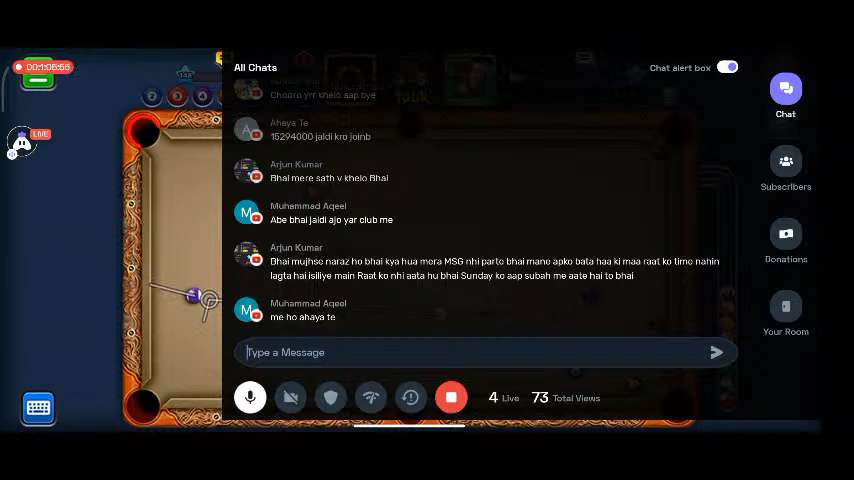 00:1:06:55
All Chats
Chat alert box
148
Chooro yrr khelo aap bye
Chat
2
3
4
LIVE
A
Ahaya Te
15294000 jaldi kro joinb
Arjun Kumar
Bhai mere sath v khelo Bhai
Subscribers
M
Muhammad Aqeel
Abe bhai jaldi ajo yar club me
Arjun Kumar
Bhai mujhse naraz ho bhai kya hua mera MSG nhi parte bhai mane apko bata haa ki maa raat ko time nahin
lagta hai isiliye main Raat ko nhi aata hu bhai Sunday ko aap subah me aate hai to bhai
Donations
M
Muhammad Aqeel
me ho ahaya te
Your Room
Type a Message
4 Live
73 Total Views